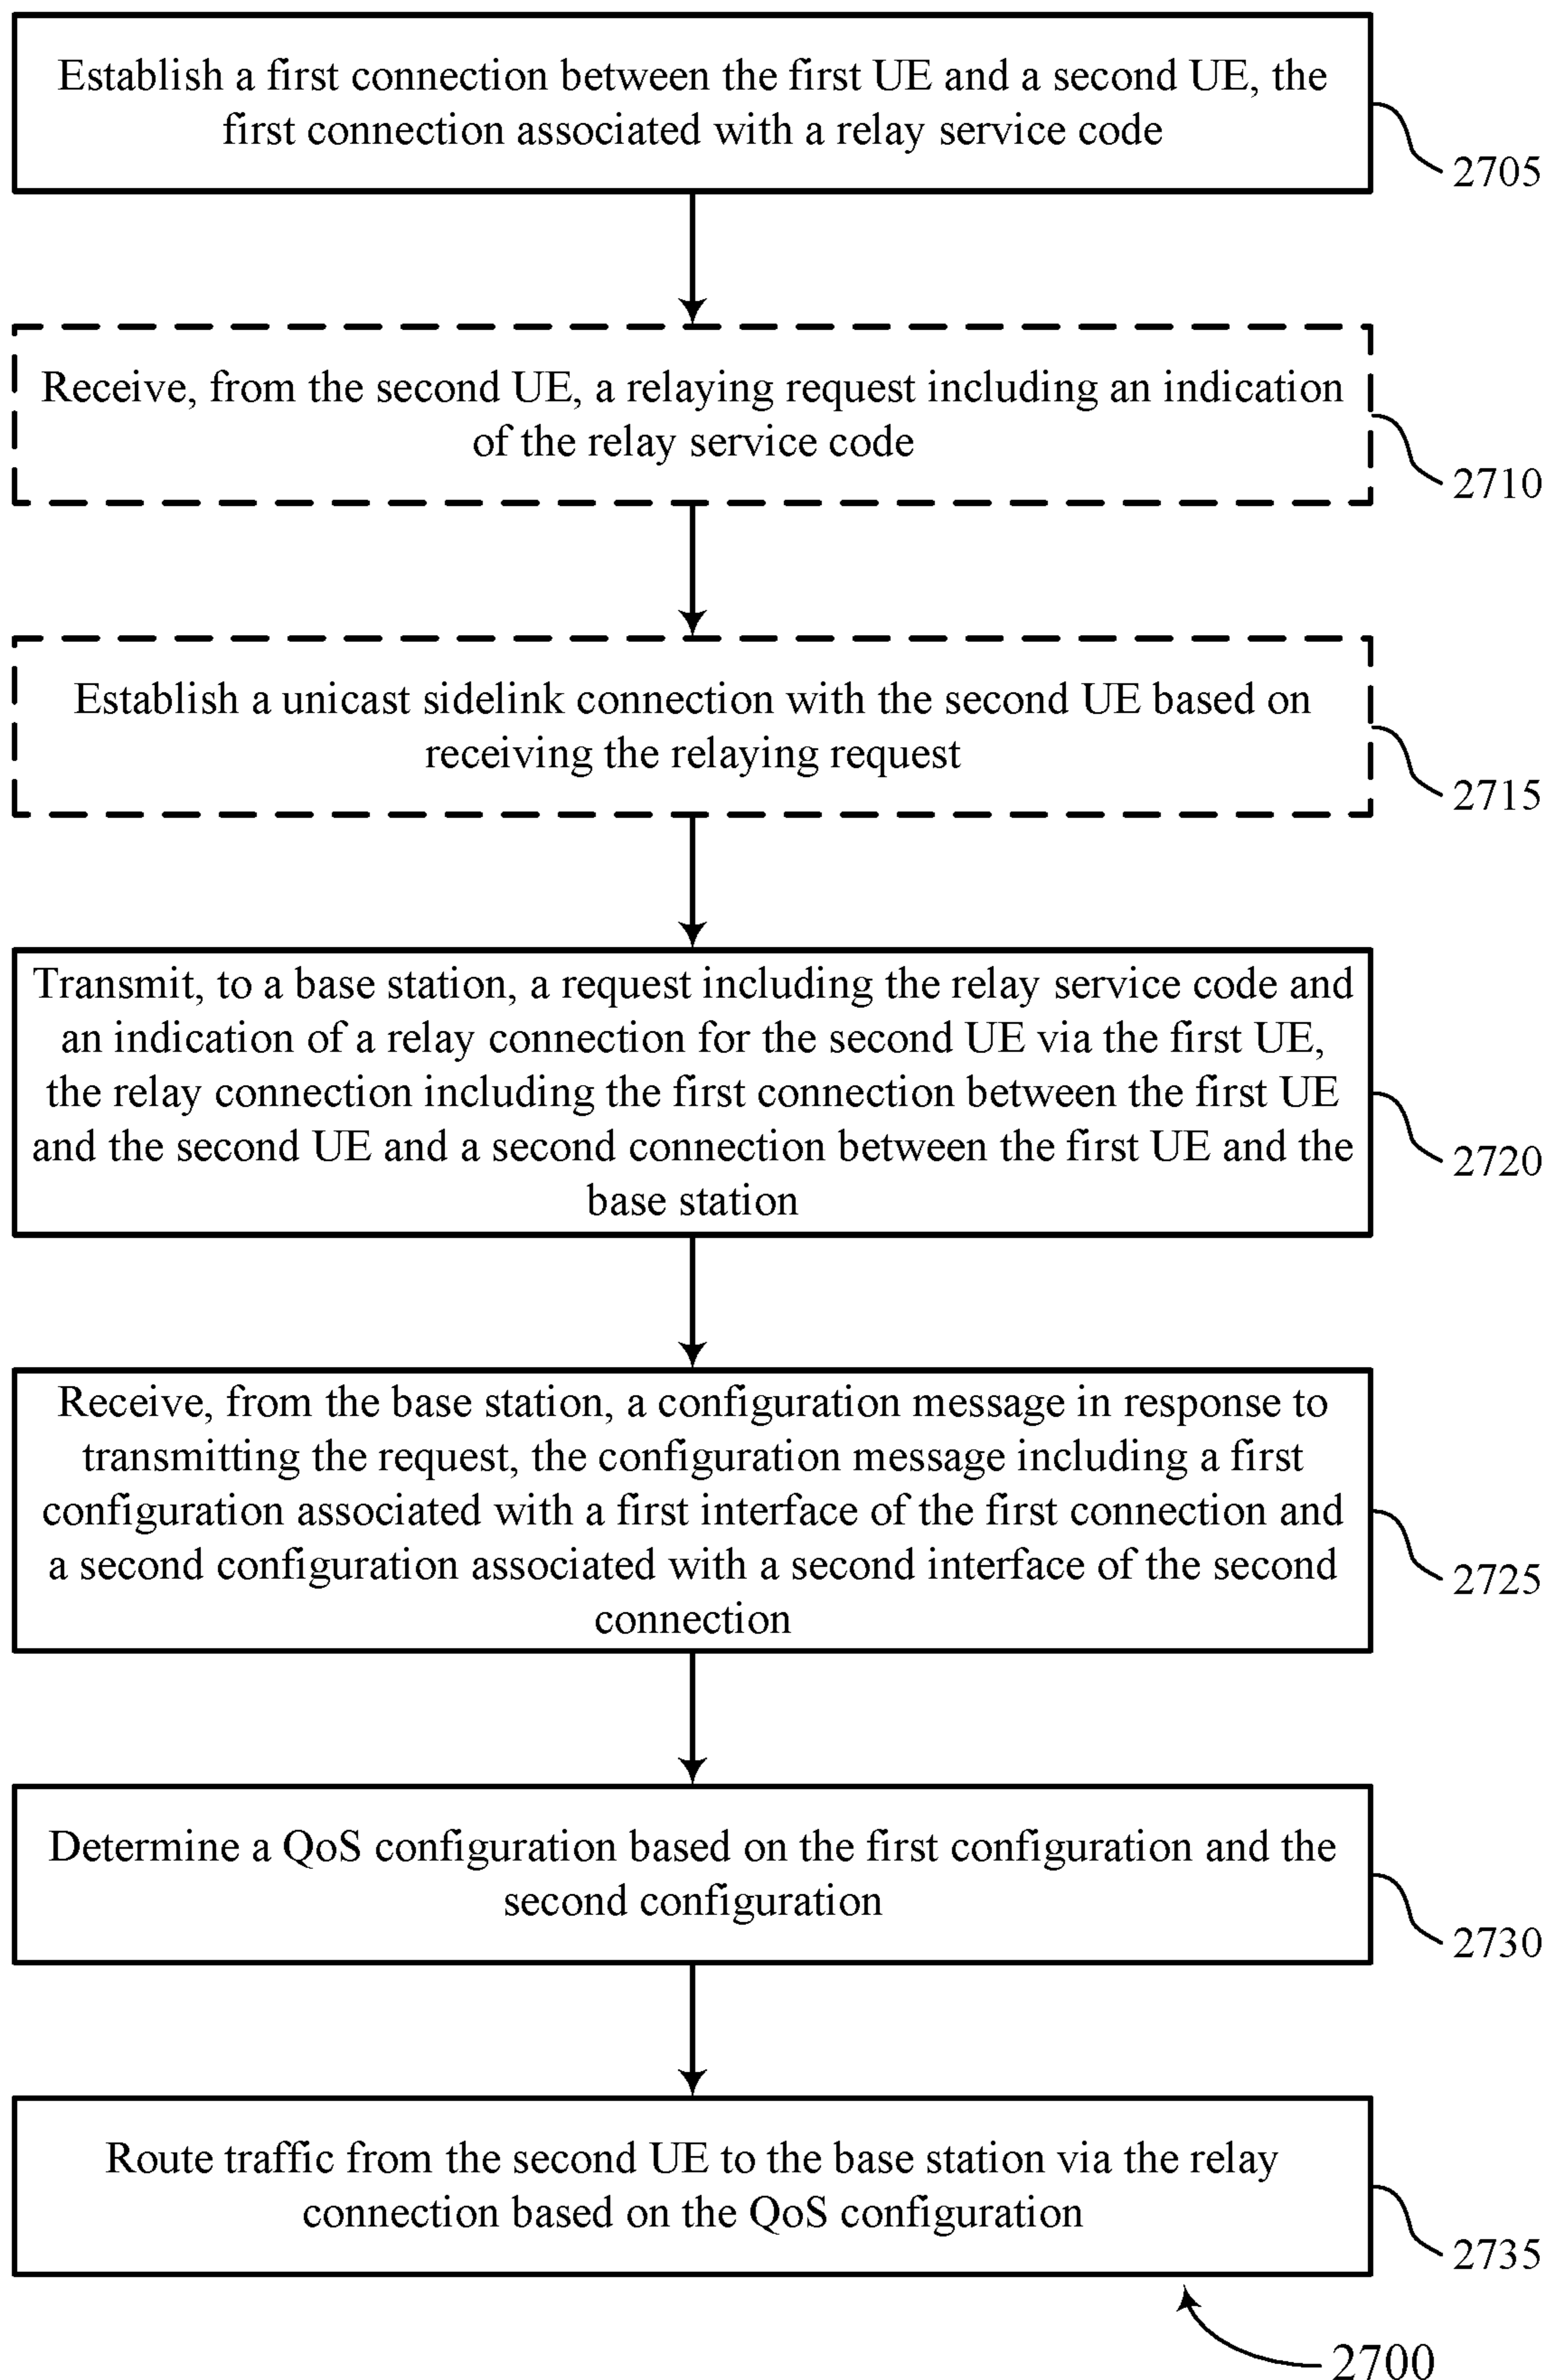 Establish a first connection between the first UE and a second UE, the
first connection associated with a relay service code
2705
Receive, from the second UE, a relaying request including an indication
of the relay service code
2710
Establish a unicast sidelink connection with the second UE based on
receiving the relaying request
2715
Transmit, to a base station, a request including the relay service code and
an indication of a relay connection for the second UE via the first UE,
the relay connection including the first connection between the first UE
and the second UE and a second connection between the first UE and the
base station
2720
Receive, from the base station, a configuration message in response to
transmitting the request, the configuration message including a first
configuration associated with a first interface of the first connection and
a second configuration associated with a second interface of the second
connection
2725
Determine a QoS configuration based on the first configuration and the
second configuration
2730
Route traffic from the second UE to the base station via the relay
connection based on the QoS configuration
2735
2700